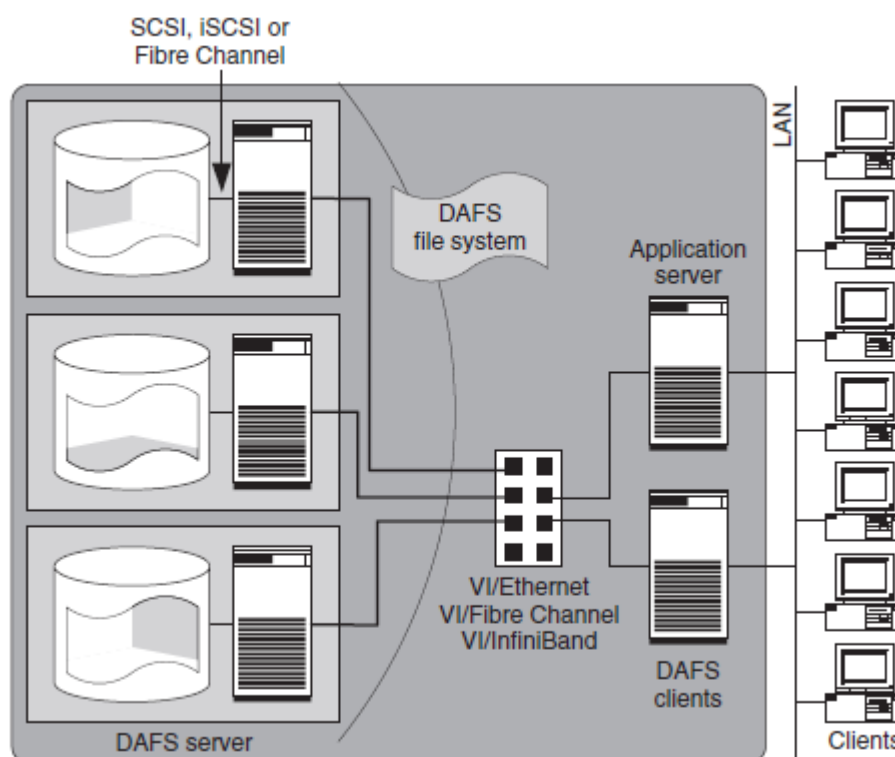 SCSI, iSCSI or
Fibre Channel
LAN
DAFS
file system
Application
server
VI/Ethernet
VI/Fibre Channel
VI/InfiniBand
DAFS
clients
DAFS server
Clients